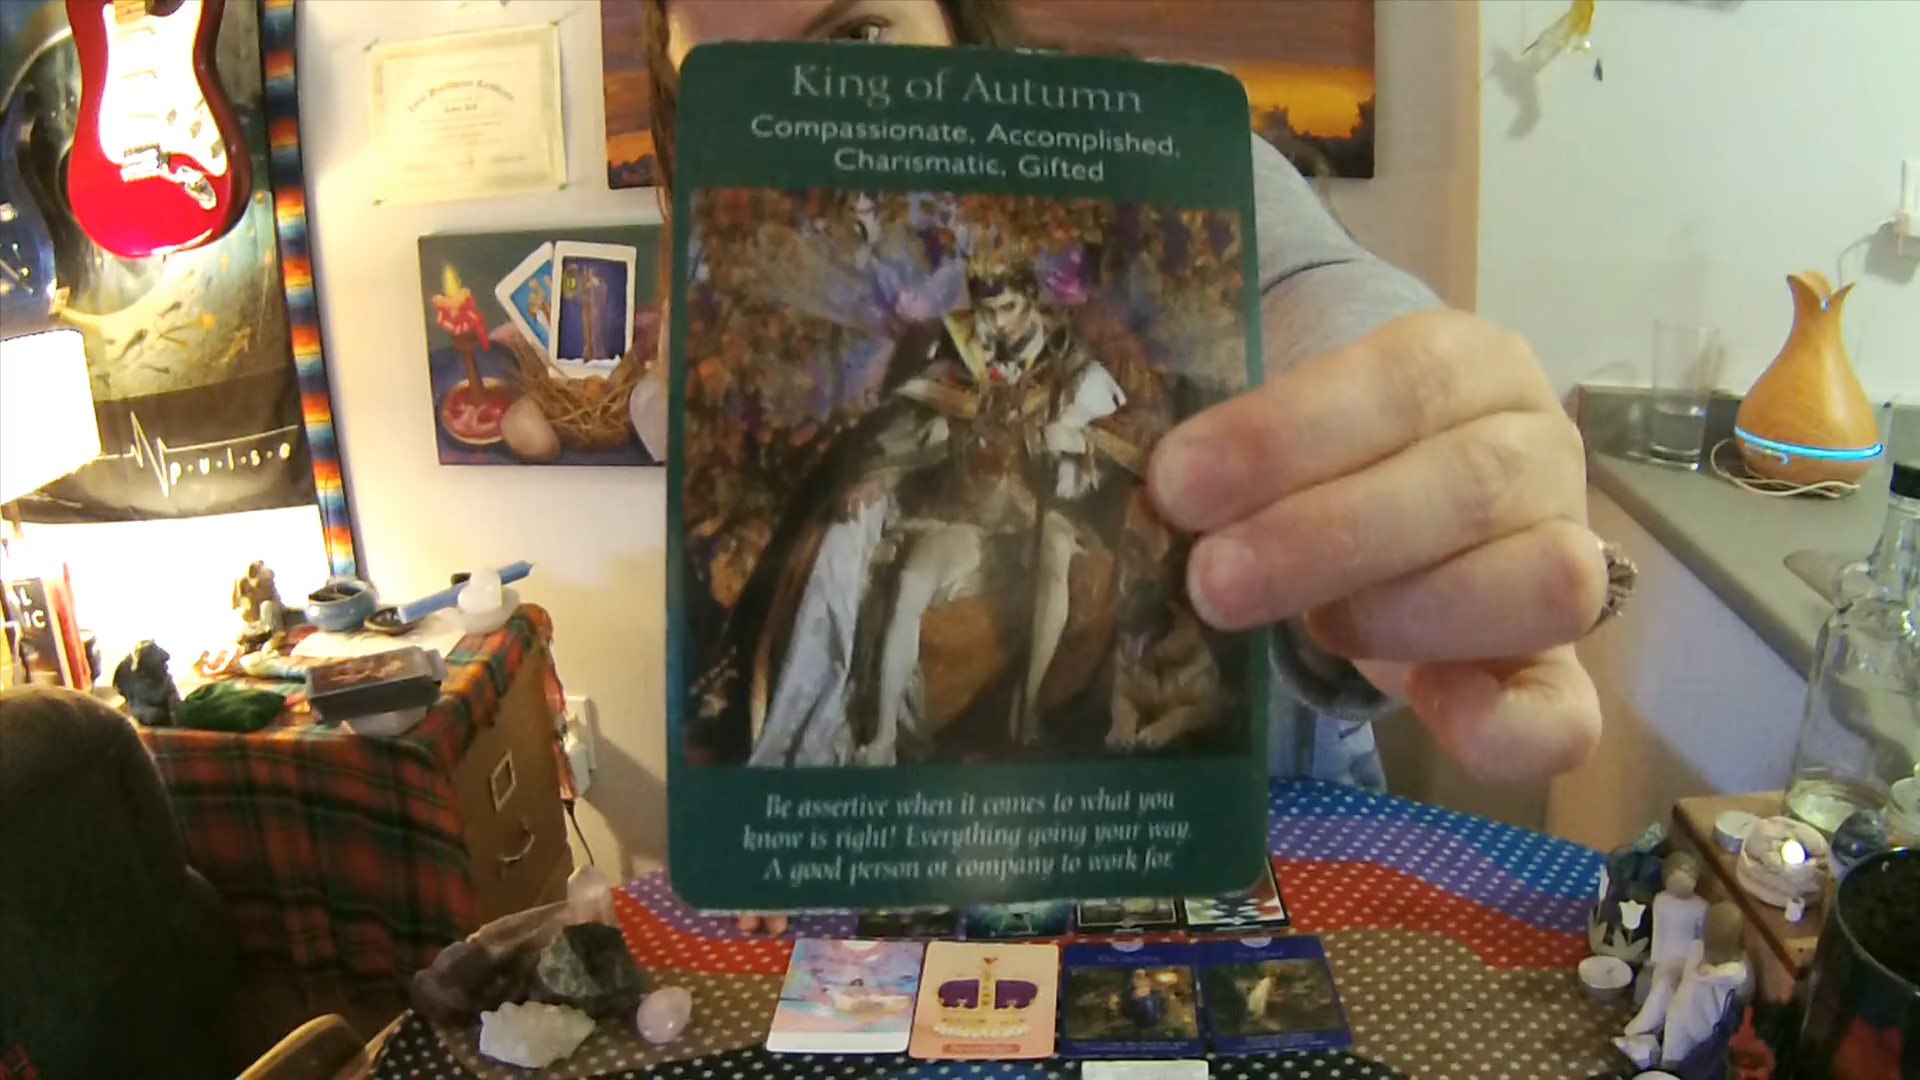 King of Autumn
Compassionate, Accomplished,
Charismatic, Gifted
Be assertive when it comes to what you
know is right! Everything going your way.
A good person or company to work for.
p·u·l·s·e